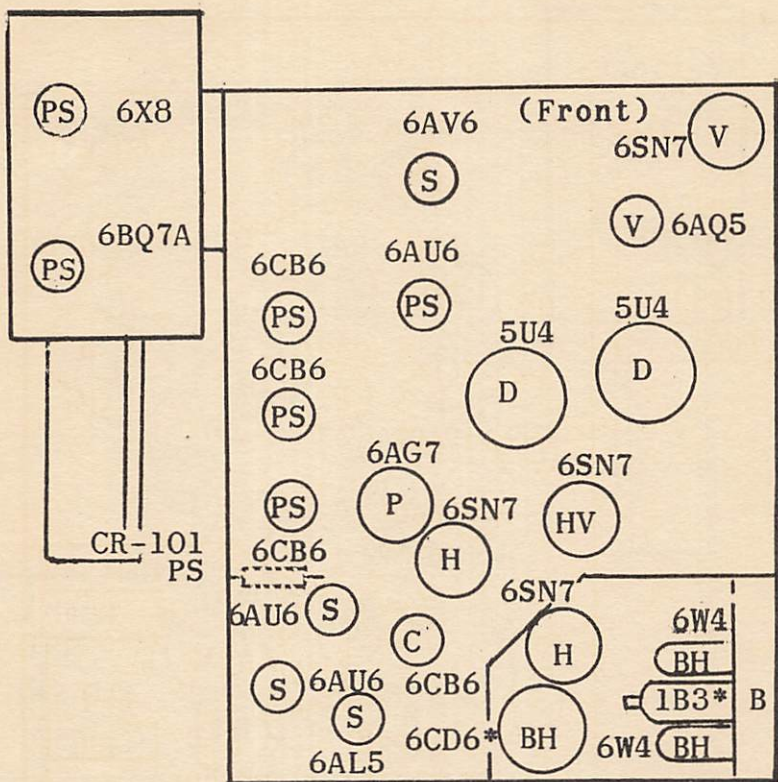 PS 6X8
6AV6 (Front)
6SN7 V
S
6BQ7A
V 6AQ5
PS
6CB6 6AU6
PS PS
5U4 5U4
D D
6CB6
PS
6AG7
6SN7
P 6SN7
PS HV
CR-101 6CB6 H
PS
6SN7
6AU6 S
6W4
C H BH
S 6AU6 6CB6 1B3* B
S 6CD6* BH 6W4 BH
6AL5